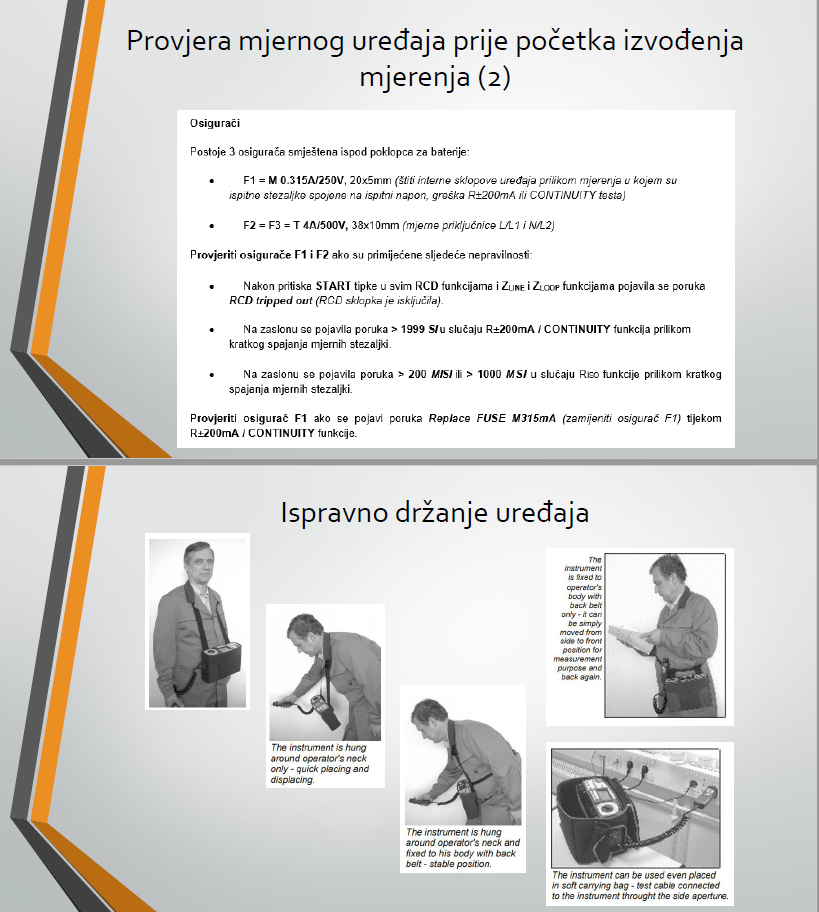 Provjera mjernog uređaja prije početka izvođenja
mjerenja (2)
Osigurači
Postoje 3 osigurača smještena ispod poklopca za baterije:
• F1 = M 0.315A/250V, 20x5mm (štiti interne sklopove uređaja prilikom mjerenja u kojem su
ispitne stezaljke spojene na ispitni napon, greška R±200mA ili CONTINUITY testa)
• F2 = F3 = T 4A/500V, 38x10mm (mjerne priključnice L/L1 i N/L2)
Provjeriti osigurače F1 i F2 ako su primijećene sljedeće nepravilnosti:
• Nakon pritiska START tipke u svim RCD funkcijama i ZLINE i ZLOOP funkcijama pojavila se poruka
RCD tripped out (RCD sklopka je isključila).
• Na zaslonu se pojavila poruka > 1999 SI u slučaju R±200mA / CONTINUITY funkcija prilikom
kratkog spajanja mjernih stezaljki.
• Na zaslonu se pojavila poruka > 200 MISI ili > 1000 MSI u slučaju RISO funkcije prilikom kratkog
spajanja mjernih stezaljki.
Provjeriti osigurač F1 ako se pojavi poruka Replace FUSE M315mA (zamijeniti osigurač F1) tijekom
R±200mA / CONTINUITY funkcije.
Ispravno držanje uređaja
The instrument is hung
around operator's neck
only - quick placing and
displacing.
The instrument is hung
around operator's neck and
fixed to his body with back
belt - stable position.
The
instrument
is fixed to
operator's
body with
back belt
only - it can
be simply
moved from
side to front
position for
measurement
purpose and
back again.
The instrument can be used even placed
in soft carrying bag - test cable connected
to the instrument throught the side aperture.